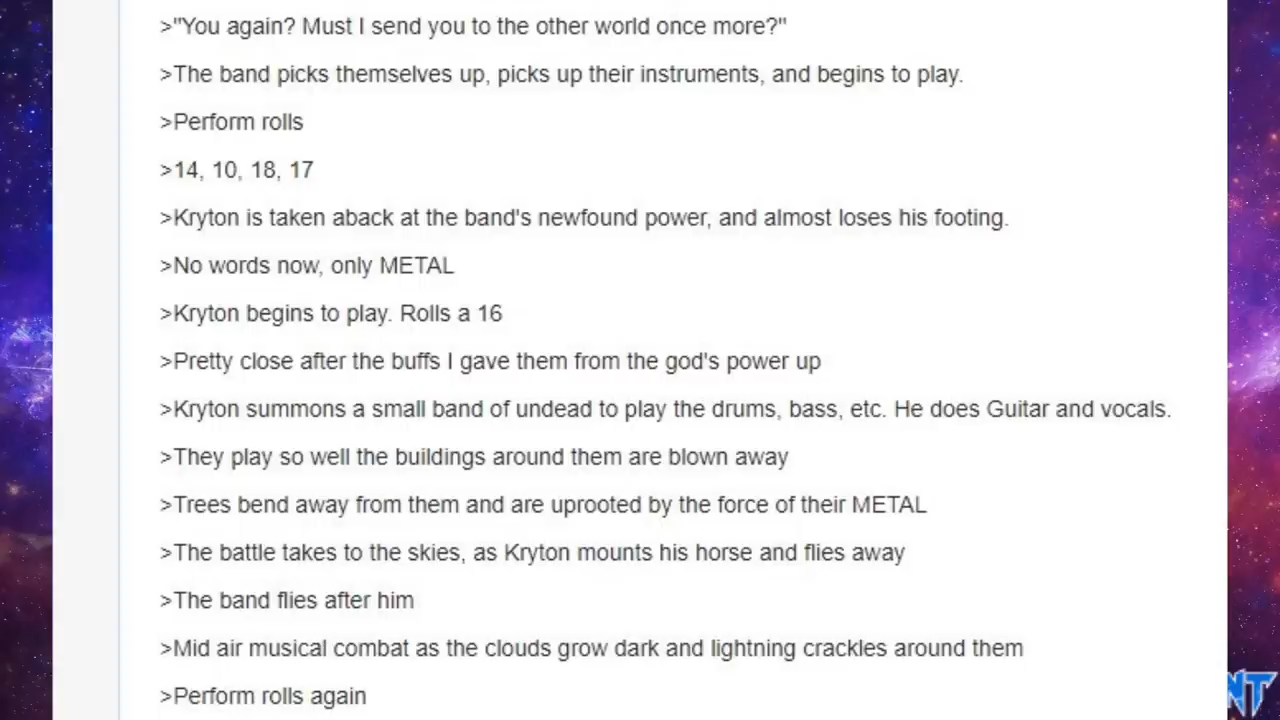 >"You again? Must I send you to the other world once more?"
>The band picks themselves up, picks up their instruments, and begins to play.
>Perform rolls
>14, 10, 18, 17
>Kryton is taken aback at the band's newfound power, and almost loses his footing.
>No words now, only METAL
>Kryton begins to play. Rolls a 16
>Pretty close after the buffs I gave them from the god's power up
>Kryton summons a small band of undead to play the drums, bass, etc. He does Guitar and vocals.
>They play so well the buildings around them are blown away
>Trees bend away from them and are uprooted by the force of their METAL
>The battle takes to the skies, as Kryton mounts his horse and flies away
>The band flies after him
>Mid air musical combat as the clouds grow dark and lightning crackles around them
>Perform rolls again